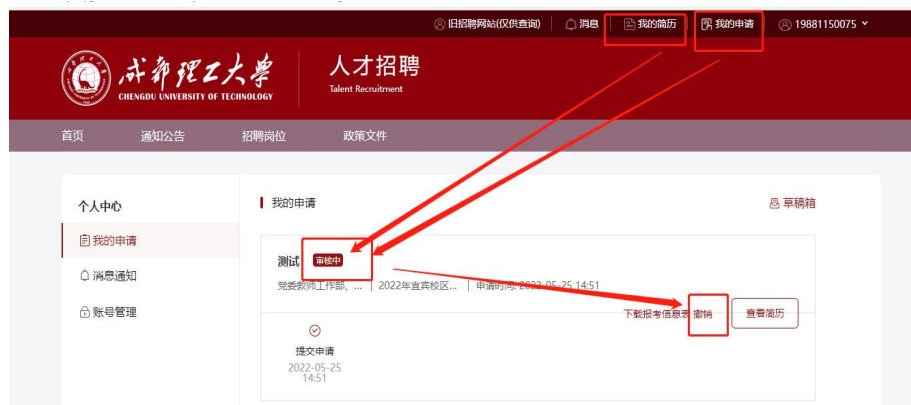 旧招聘网站(仅供查询) 消息 我的简历 我的申请 19881150075
成都理工大学
CHENGDU UNIVERSITY OF TECHNOLOGY
人才招聘
Talent Recruitment
首页 通知公告 招聘岗位 政策文件
个人中心
我的申请
消息通知
账号管理
我的申请 草稿箱
测试 审核中
党委教师工作部、... 2022年宜宾校区... 申请时间: 2022-05-25 14:51
下载报考信息表 撤销 查看简历
提交申请
2022-05-25
14:51